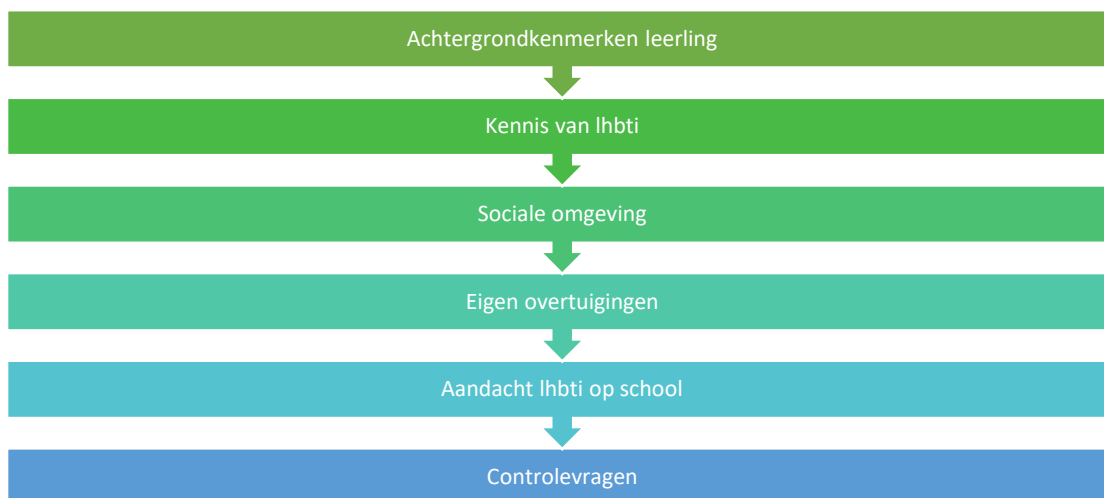 Achtergrondkenmerken leerling
Kennis van lhbti
Sociale omgeving
Eigen overtuigingen
Aandacht lhbti op school
Controlevragen